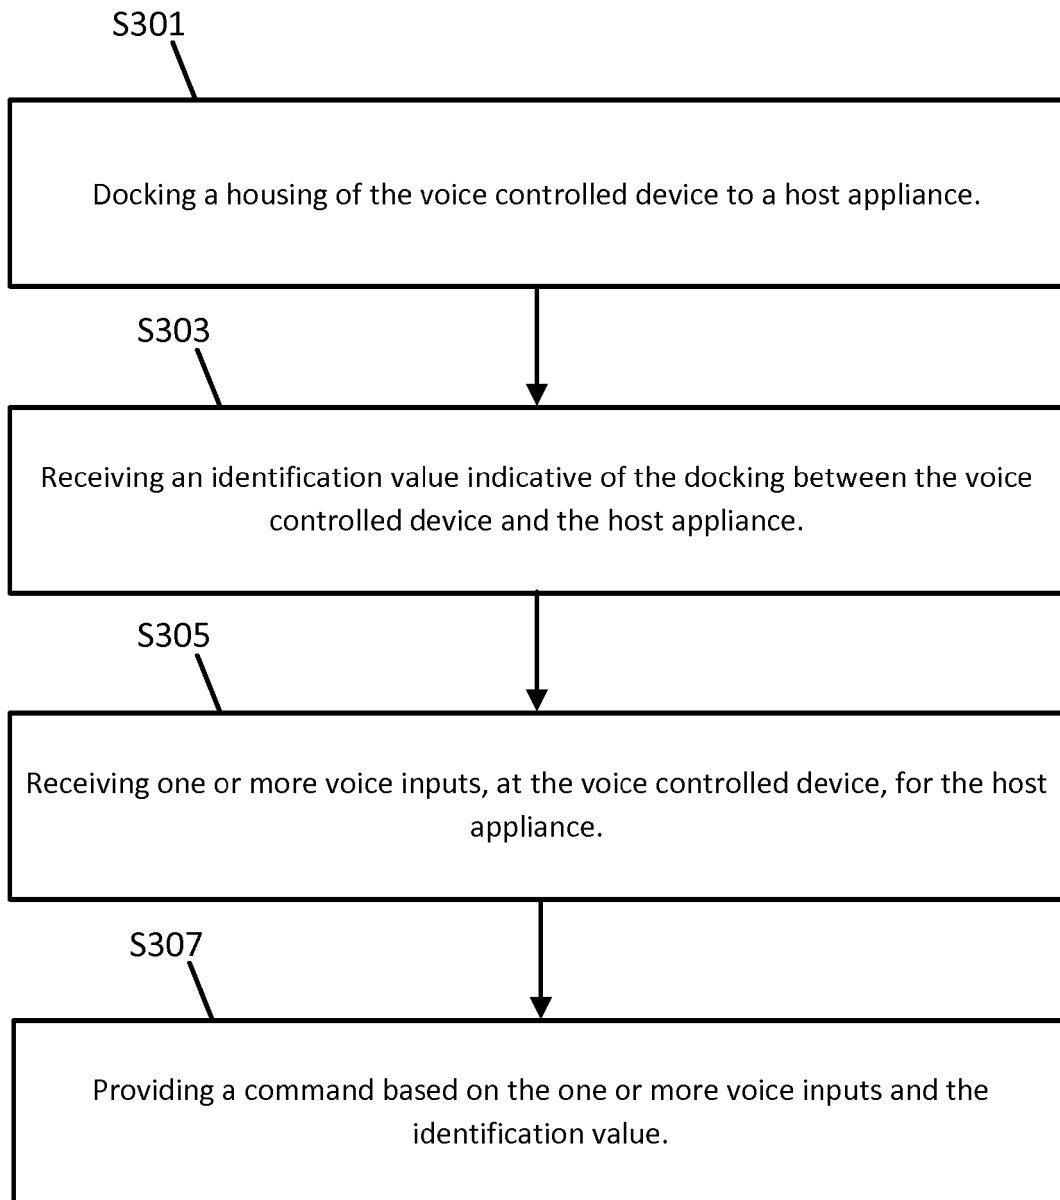 S301
Docking a housing of the voice controlled device to a host appliance.
S303
Receiving an identification value indicative of the docking between the voice
controlled device and the host appliance.
S305
Receiving one or more voice inputs, at the voice controlled device, for the host
appliance.
S307
Providing a command based on the one or more voice inputs and the
identification value.